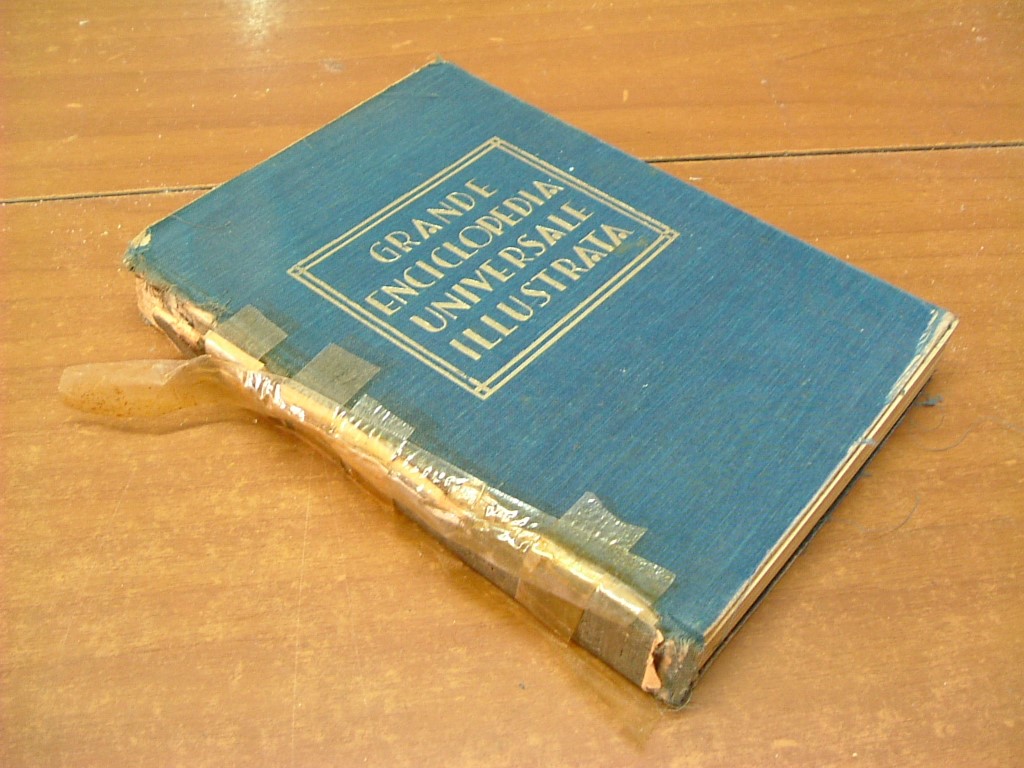 GRANDE
ENCICLOPEDIA
UNIVERSALE
ILLUSTRATA